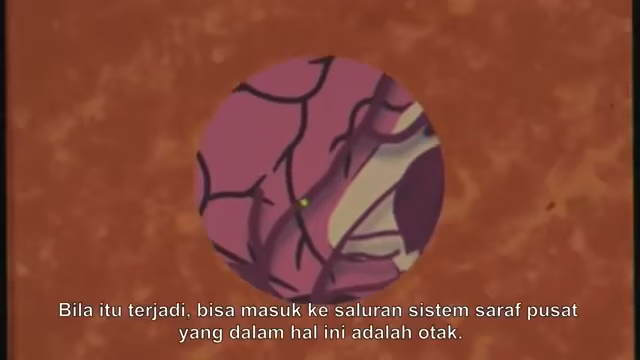 Bila itu terjadi, bisa masuk ke saluran sistem saraf pusat
yang dalam hal ini adalah otak.